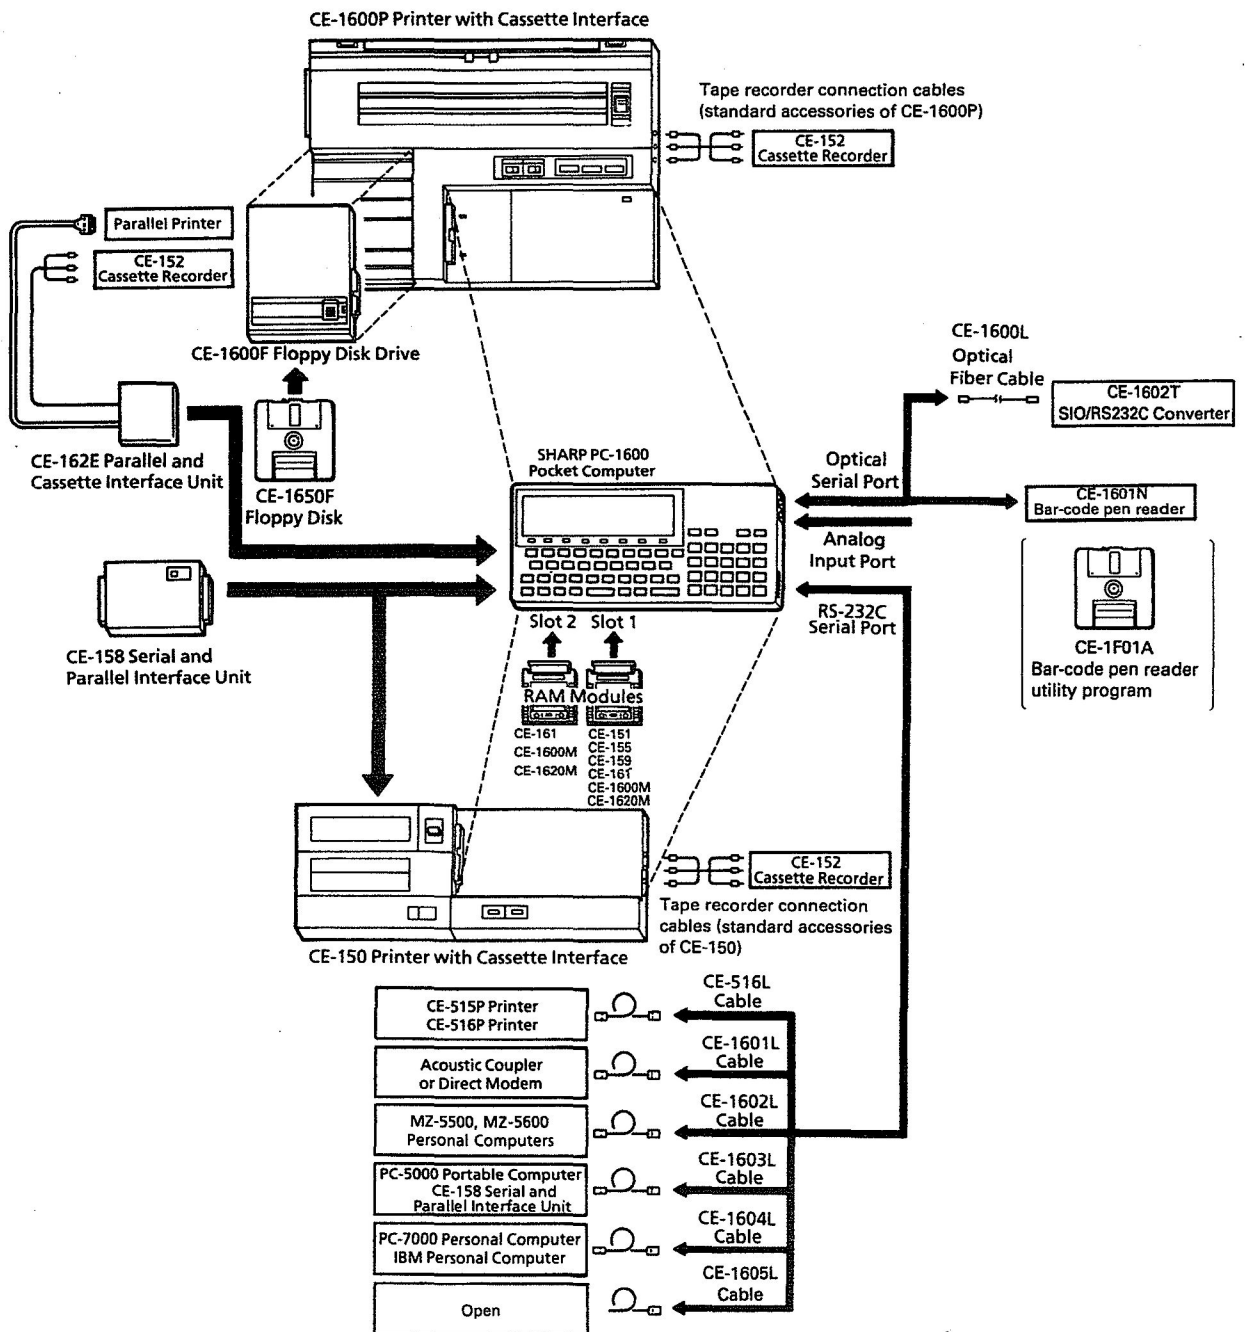 CE-1600P Printer with Cassette Interface
Tape recorder connection cables
(standard accessories of CE-1600P)
CE-152
Cassette Recorder
Parallel Printer
CE-152
Cassette Recorder
CE-1600F Floppy Disk Drive
CE-162E Parallel and
Cassette Interface Unit
CE-1650F
Floppy Disk
SHARP PC-1600
Pocket Computer
CE-1600L
Optical
Fiber Cable
CE-1602T
SIO/RS232C Converter
Optical
Serial Port
CE-1601N
Bar-code pen reader
Analog
Input Port
RS-232C
Serial Port
CE-1F01A
Bar-code pen reader
utility program
CE-158 Serial and
Parallel Interface Unit
Slot 2 Slot 1
RAM Modules
CE-161
CE-1600M
CE-1620M
CE-151
CE-155
CE-159
CE-161
CE-1600M
CE-1620M
CE-152
Cassette Recorder
Tape recorder connection
cables (standard accessories
of CE-150)
CE-150 Printer with Cassette Interface
CE-515P Printer
CE-516P Printer
CE-516L
Cable
Acoustic Coupler
or Direct Modem
CE-1601L
Cable
MZ-5500, MZ-5600
Personal Computers
CE-1602L
Cable
PC-5000 Portable Computer
CE-158 Serial and
Parallel Interface Unit
CE-1603L
Cable
PC-7000 Personal Computer
IBM Personal Computer
CE-1604L
Cable
Open
CE-1605L
Cable